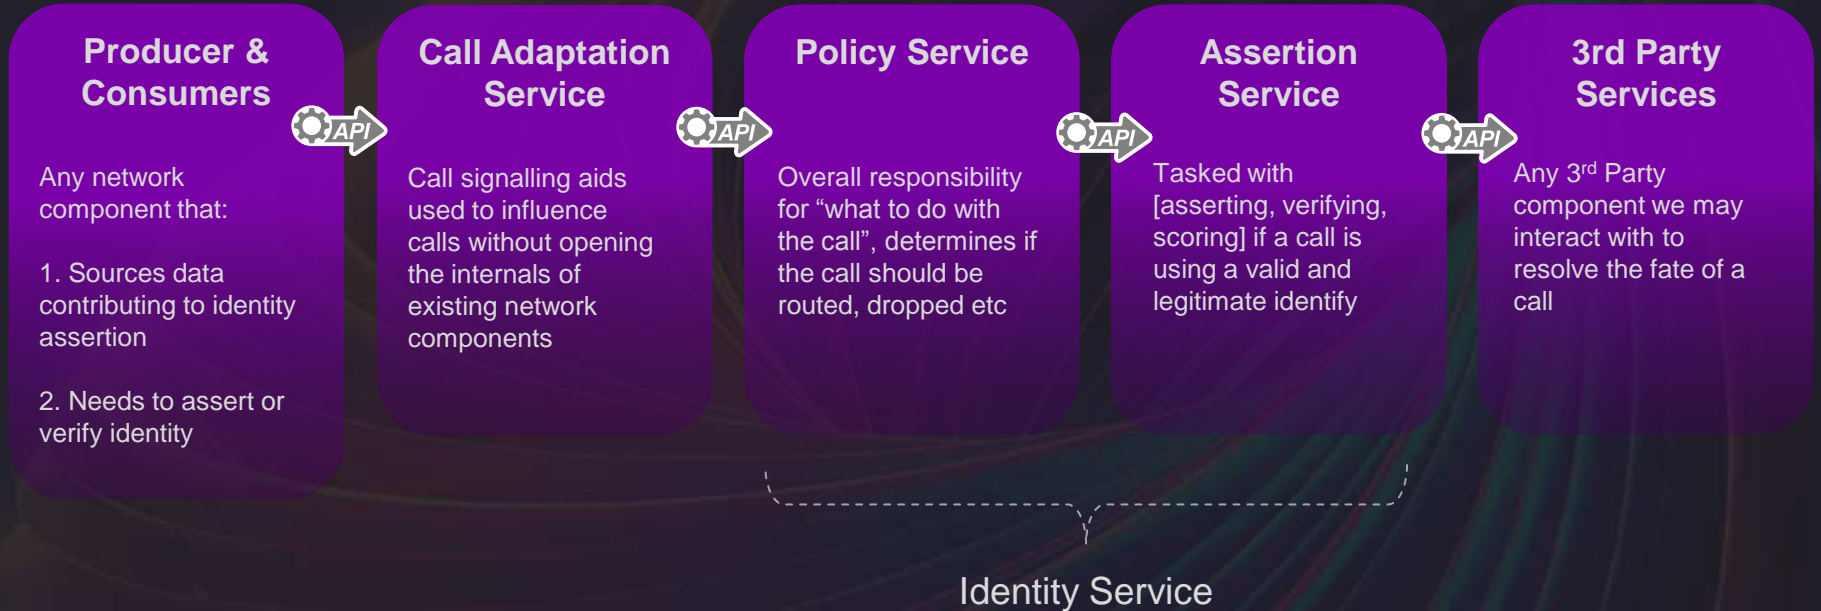 Producer &
Consumers
API
Any network
component that:
1. Sources data
contributing to identity
assertion
2. Needs to assert or
verify identity
Call Adaptation
Service
API
Call signalling aids
used to influence
calls without opening
the internals of
existing network
components
Policy Service
API
Overall responsibility
for “what to do with
the call”, determines if
the call should be
routed, dropped etc
Assertion
Service
API
Tasked with
[asserting, verifying,
scoring] if a call is
using a valid and
legitimate identify
3rd Party
Services
Any 3rd Party
component we may
interact with to
resolve the fate of a
call
Identity Service